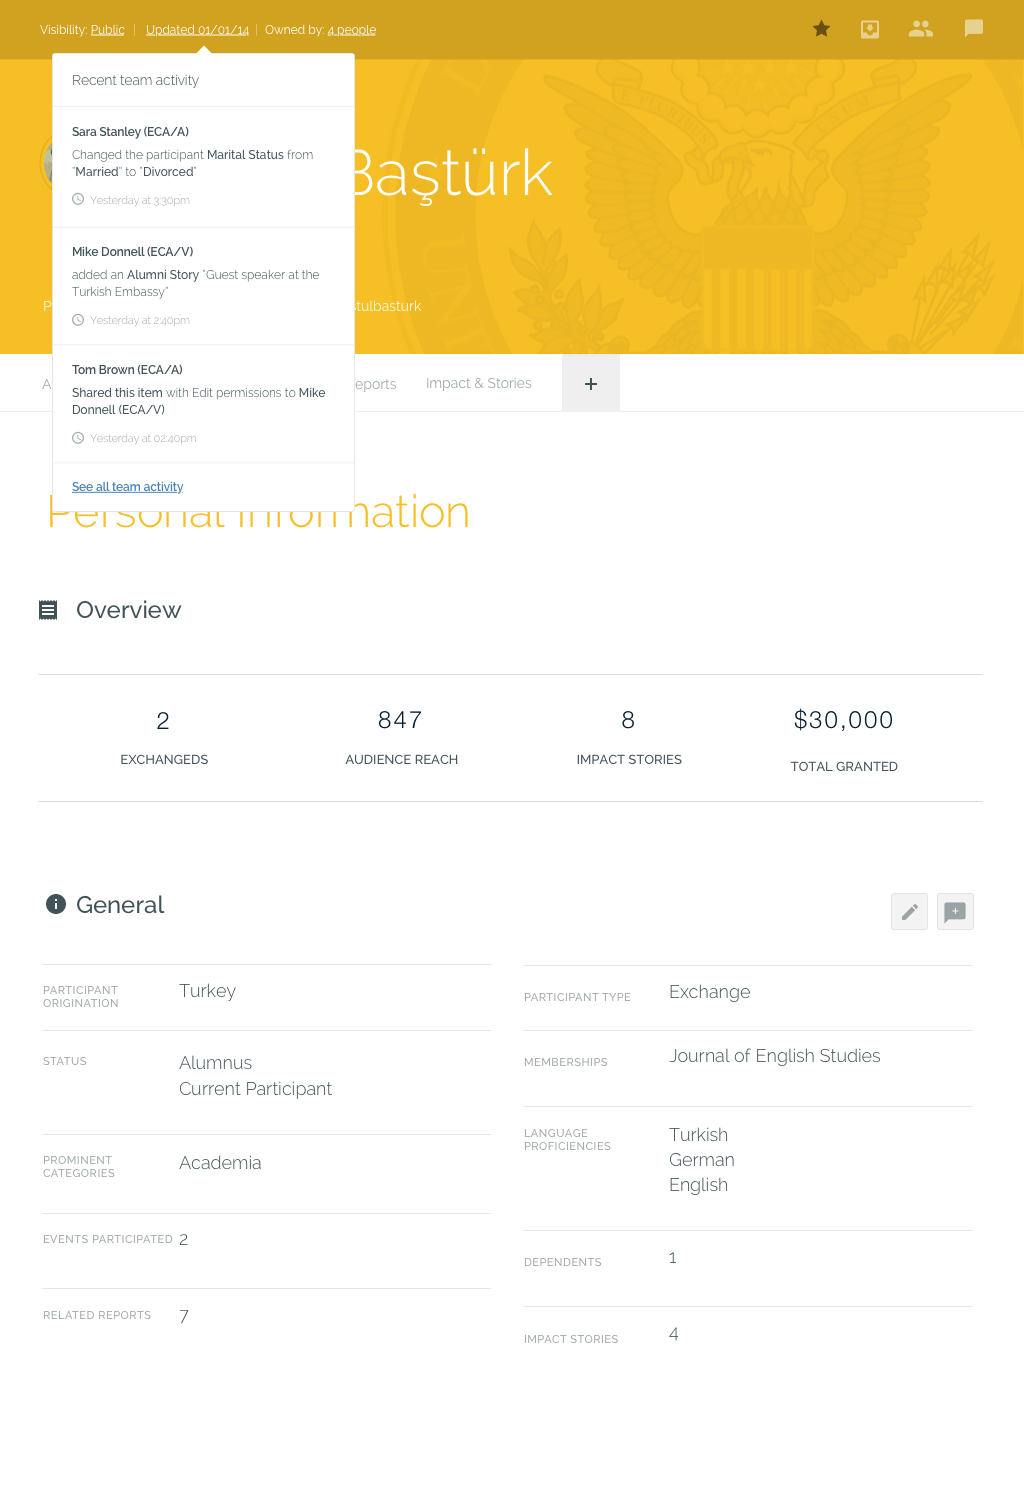 Visibility: Public | Updated 01/01/14 | Owned by: 4 people
Recent team activity
Sara Stanley (ECA/A)
Changed the participant Marital Status from
"Married" to "Divorced"
Yesterday at 3:30pm
Mike Donnell (ECA/V)
added an Alumni Story "Guest speaker at the
Turkish Embassy"
Yesterday at 2:40pm
Tom Brown (ECA/A)
Shared this item with Edit permissions to Mike
Donnell (ECA/V)
Yesterday at 02:40pm
See all team activity
Baştürk
stulbasturk
eports
Impact & Stories
+
Personal Information
Overview
2
847
8
$30,000
EXCHANGEDS
AUDIENCE REACH
IMPACT STORIES
TOTAL GRANTED
General
PARTICIPANT
ORIGINATION
Turkey
STATUS
Alumnus
Current Participant
PROMINENT
CATEGORIES
Academia
EVENTS PARTICIPATED 2
RELATED REPORTS 7
PARTICIPANT TYPE Exchange
MEMBERSHIPS Journal of English Studies
LANGUAGE
PROFICIENCIES
Turkish
German
English
DEPENDENTS 1
IMPACT STORIES 4